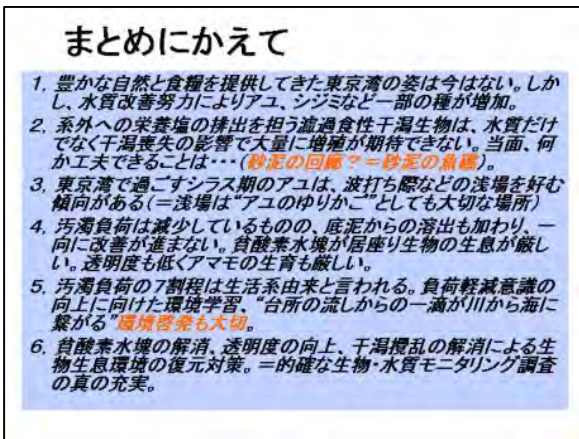 まとめにかえて
1. 豊かな自然と食糧を提供してきた東京湾の姿は今はない。しか
し、水質改善努力によりアユ、シジミなど一部の種が増加。
2. 系外への栄養塩の排出を担う濾過食性干潟生物は、水質だけ
でなく干潟喪失の影響で大量に増殖が期待できない。当面、何
か工夫できることは・・・(砂泥の回廊?=砂泥の魚礁)。
3. 東京湾で過ごすシラス期のアユは、波打ち際などの浅場を好む
傾向がある(=浅場は“アユのゆりかご”としても大切な場所)
4. 汚濁負荷は減少しているものの、底泥からの溶出も加わり、一
向に改善が進まない。貧酸素水塊が居座り生物の生息が厳し
い。透明度も低くアマモの生育も厳しい。
5. 汚濁負荷の7割程は生活系由来と言われる。負荷軽減意識の
向上に向けた環境学習、“台所の流しからの一滴が川から海に
繋がる”環境啓発も大切。
6. 貧酸素水塊の解消、透明度の向上、干潟攪乱の解消による生
物生息環境の復元対策。=的確な生物・水質モニタリング調査
の真の充実。